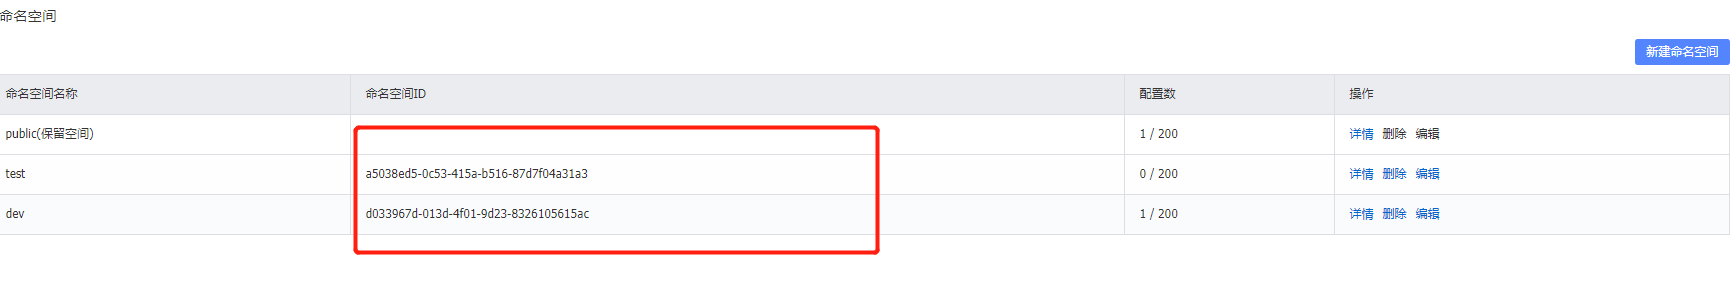 命名空间
新建命名空间
命名空间名称 命名空间ID 配置数 操作
public(保留空间) 1 / 200 详情 删除 编辑
test a5038ed5-0c53-415a-b516-87d7f04a31a3 0 / 200 详情 删除 编辑
dev d033967d-013d-4f01-9d23-8326105615ac 1 / 200 详情 删除 编辑